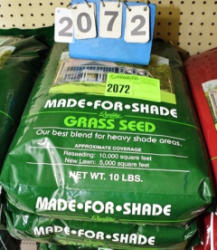 2072
2072
MADE•FOR•SHADE
GRASS SEED
Our best blend for heavy shade areas.
APPROXIMATE COVERAGE
Reseeding: 10,000 square feet
New Lawn: 5,000 square feet
NET WT. 10 LBS.
MADE•FOR•SHADE
MADE•FOR•SHADE